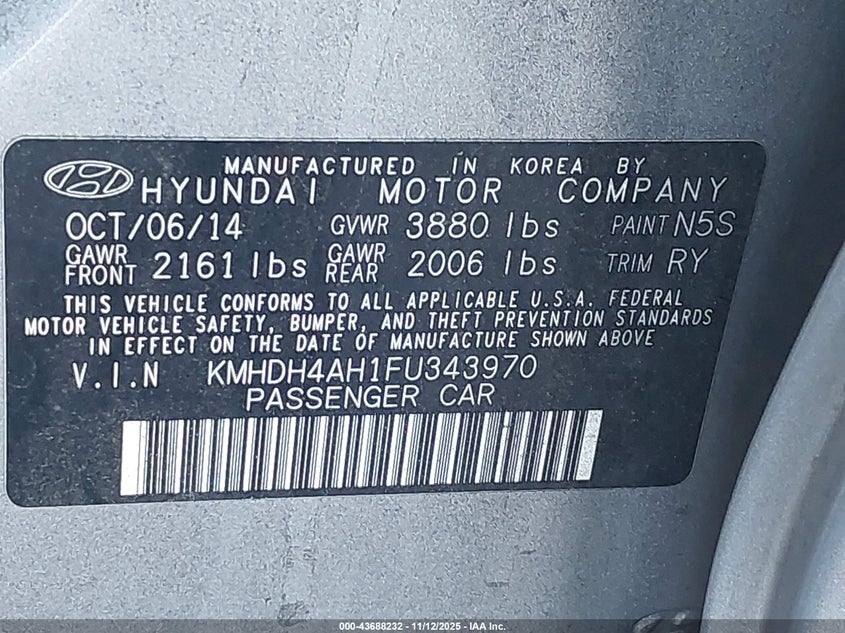 MANUFACTURED IN KOREA BY
HYUNDAI MOTOR COMPANY
OCT/06/14 GVWR 3880 lbs PAINT N5S
GAWR FRONT 2161 lbs GAWR REAR 2006 lbs TRIM RY
THIS VEHICLE CONFORMS TO ALL APPLICABLE U.S.A. FEDERAL
MOTOR VEHICLE SAFETY, BUMPER, AND THEFT PREVENTION STANDARDS
IN EFFECT ON THE DATE OF MANUFACTURE SHOWN ABOVE
V.I.N KMHDH4AH1FU343970
PASSENGER CAR
000-43688232 - 11/12/2025 - IAA Inc.